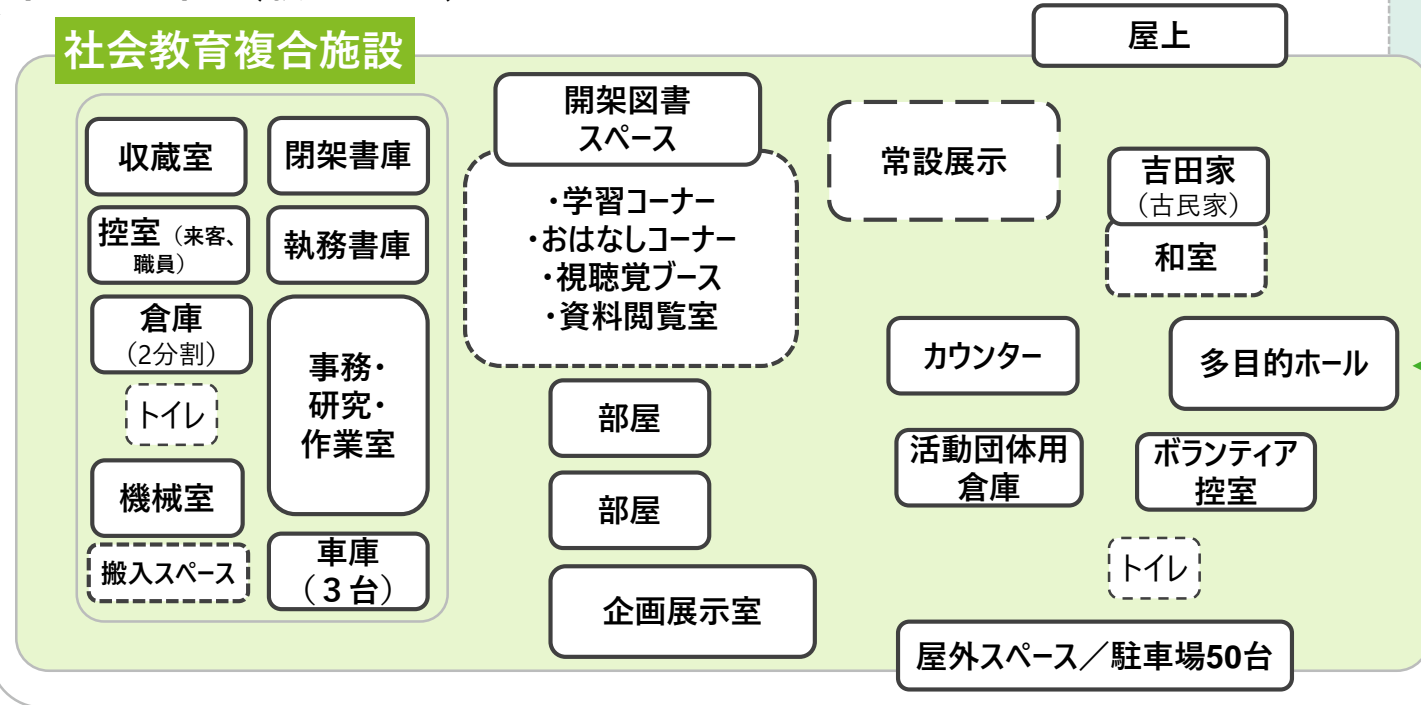 屋上
社会教育複合施設
収蔵室
閉架書庫
控室（来客、
職員）
執務書庫
倉庫
（2分割）
事務・
研究・
作業室
トイレ
機械室
搬入スペース
車庫
（３台）
開架図書
スペース
・学習コーナー
・おはなしコーナー
・視聴覚ブース
・資料閲覧室
部屋
部屋
企画展示室
常設展示
吉田家
（古民家）
和室
カウンター
多目的ホール
活動団体用
倉庫
ボランティア
控室
トイレ
屋外スペース／駐車場50台